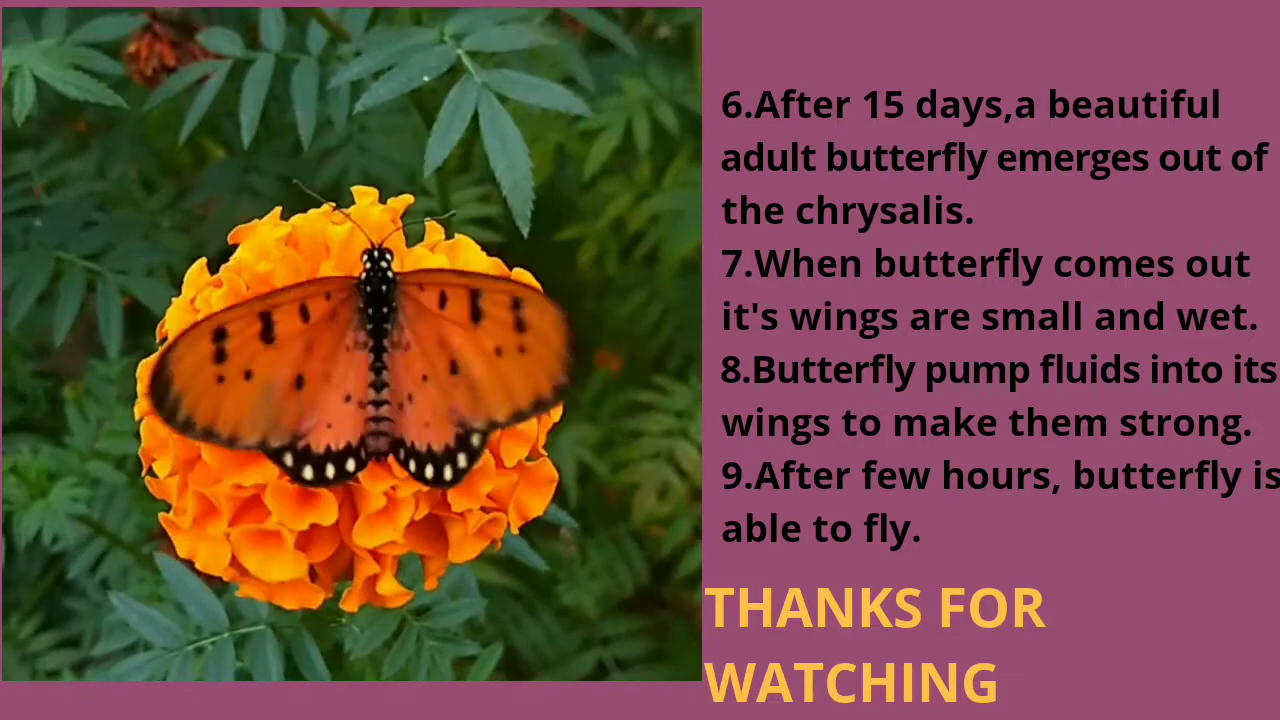 6.After 15 days,a beautiful
adult butterfly emerges out of
the chrysalis.
7.When butterfly comes out
it's wings are small and wet.
8.Butterfly pump fluids into its
wings to make them strong.
9.After few hours, butterfly is
able to fly.
THANKS FOR
WATCHING